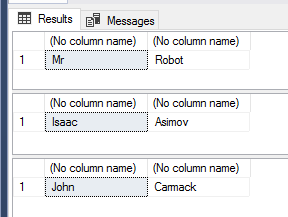 Results Messages
(No column name) (No column name)
1 Mr Robot
(No column name) (No column name)
1 Isaac Asimov
(No column name) (No column name)
1 John Carmack